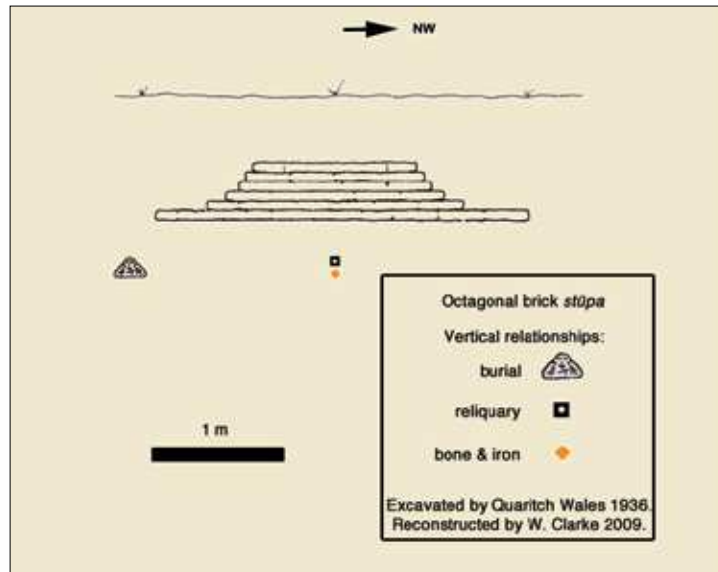 NW
1 m
Octagonal brick stūpa
Vertical relationships:
burial
reliquary
bone & iron
Excavated by Quaritch Wales 1936.
Reconstructed by W. Clarke 2009.